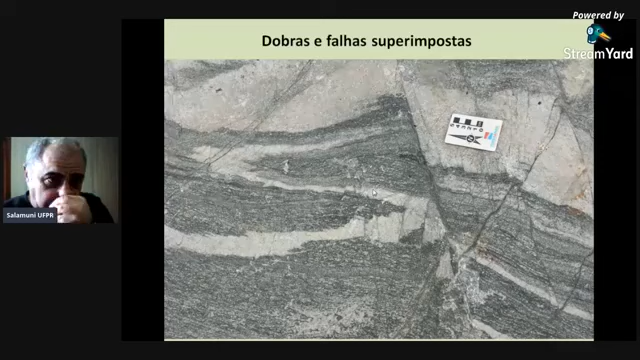 Powered by
StreamYard
Dobras e falhas superimpostas
Salamuni UFPR